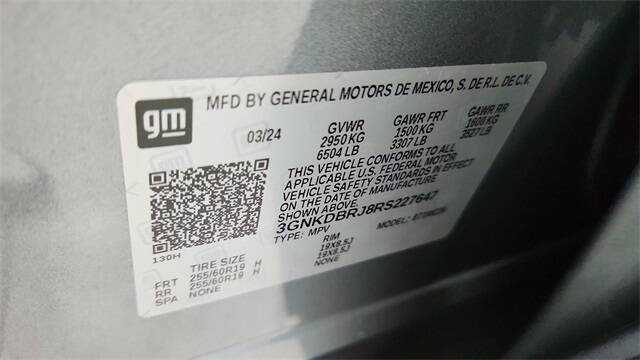 gm
MFD BY GENERAL MOTORS DE MEXICO, S. DE R.L. DE C.V.
03/24
GVWR GAWR FRT GAWR RR
2950 KG 1500 KG 1600 KG
6504 LB 3307 LB 3527 LB
THIS VEHICLE CONFORMS TO ALL
APPLICABLE U.S. FEDERAL MOTOR
VEHICLE SAFETY STANDARDS IN EFFECT
ON THE DATE OF MANUFACTURE
SHOWN ABOVE.
3GNKDBRJ8RS227647
TYPE: MPV MODEL:
130H
TIRE SIZE RIM
FRT 255/60R19 H 19X8.5J
RR 255/60R19 H 19X8.5J
SPA NONE NONE